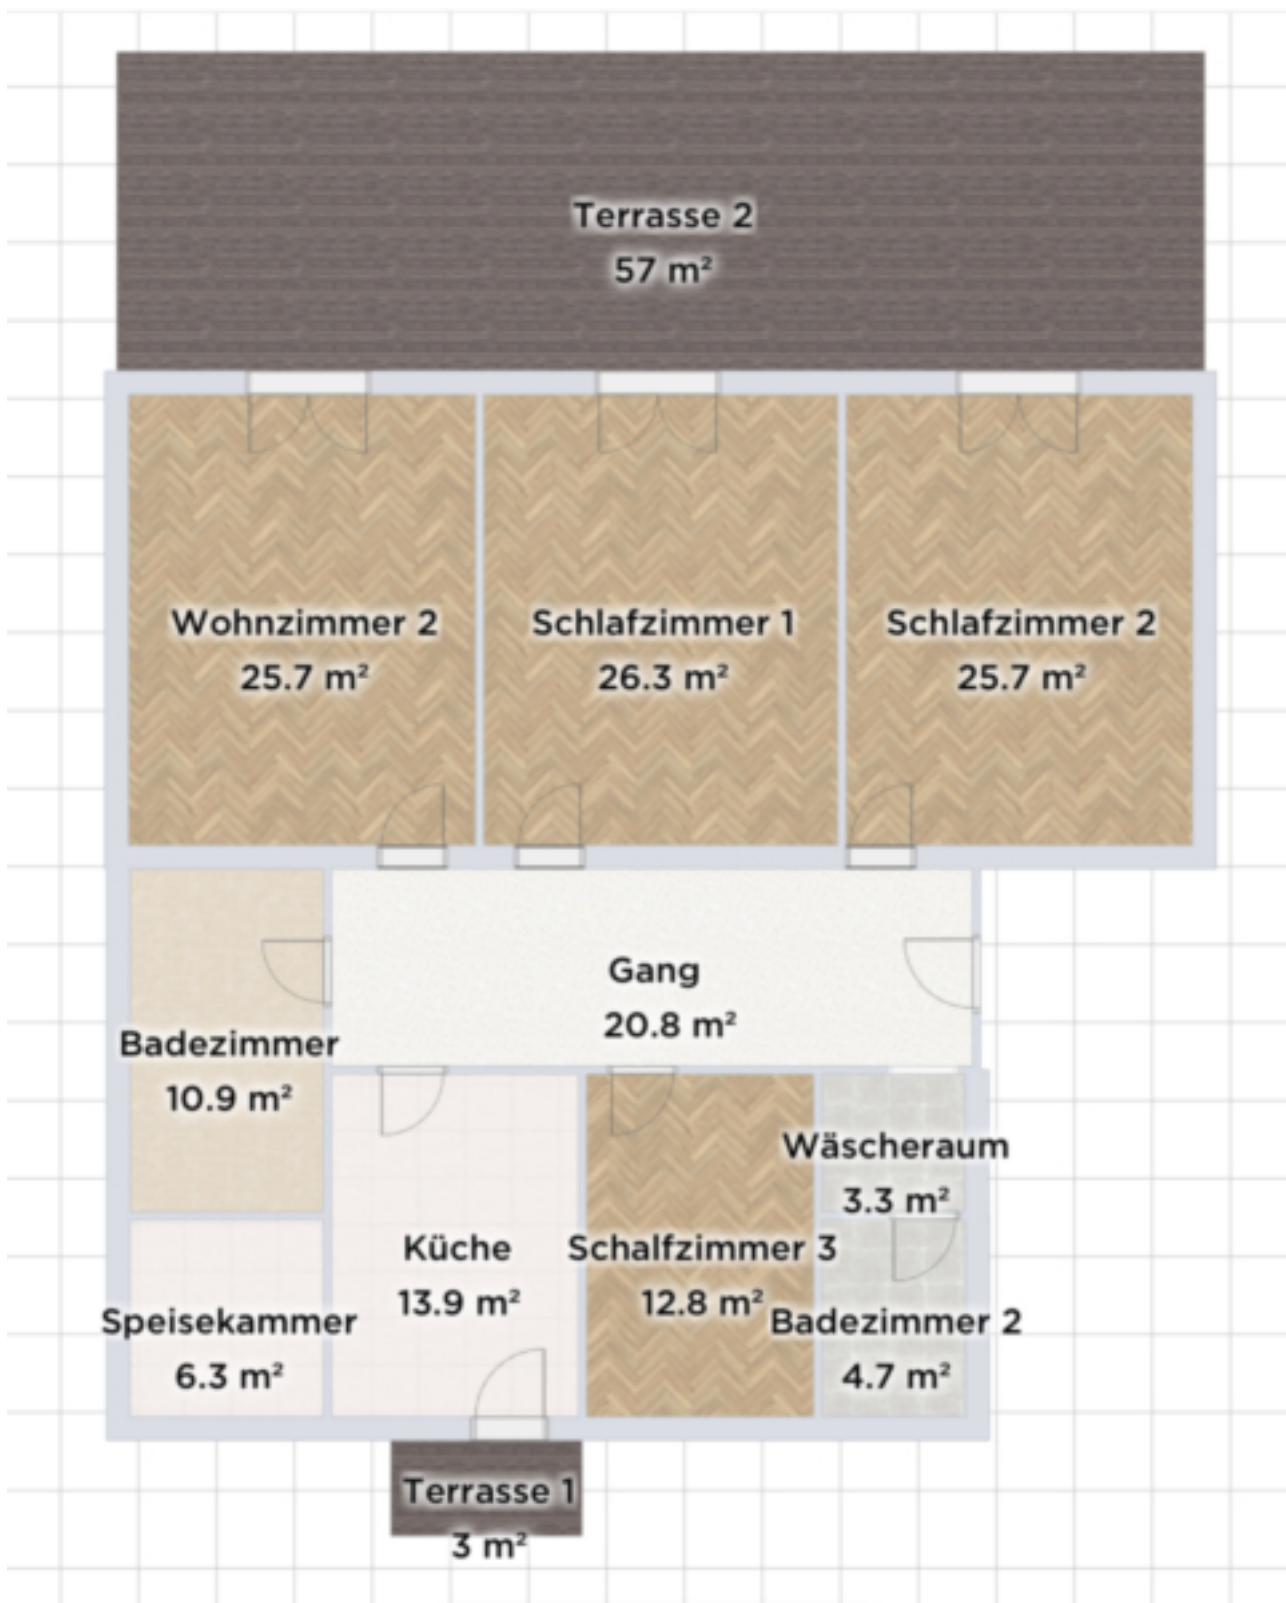 Terrasse 2
57 m²
Wohnzimmer 2
25.7 m²
Schlafzimmer 1
26.3 m²
Schlafzimmer 2
25.7 m²
Gang
20.8 m²
Badezimmer
10.9 m²
Wäscheraum
3.3 m²
Küche
13.9 m²
Schalfzimmer 3
12.8 m²
Speisekammer
6.3 m²
Badezimmer 2
4.7 m²
Terrasse 1
3 m²